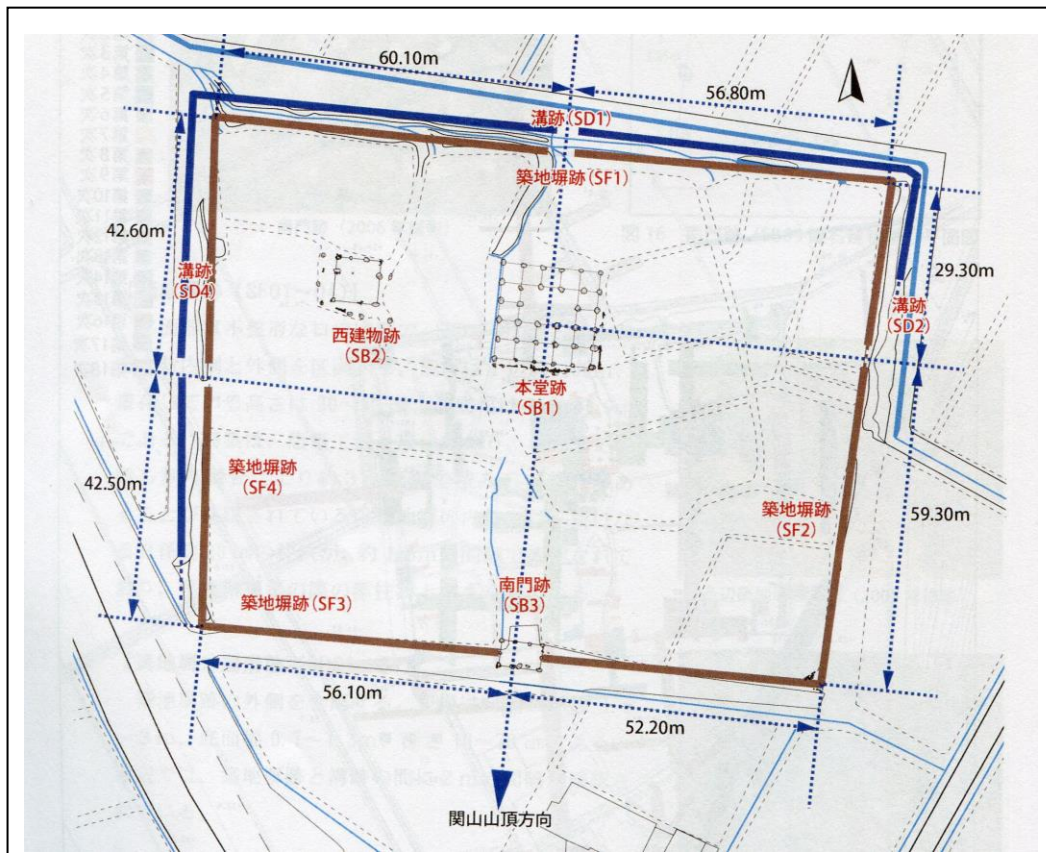 60.10m
56.80m
溝跡(SD1)
築地塀跡(SF1)
42.60m
溝跡
(SD4)
29.30m
溝跡
(SD2)
西建物跡
(SB2)
本堂跡
(SB1)
築地塀跡
(SF4)
42.50m
築地塀跡
(SF2)
59.30m
南門跡
(SB3)
築地塀跡(SF3)
56.10m
52.20m
関山山頂方向